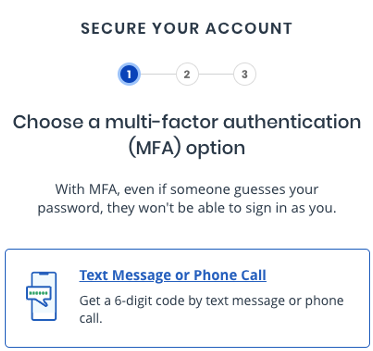 SECURE YOUR ACCOUNT
1 2 3
Choose a multi-factor authentication
(MFA) option
With MFA, even if someone guesses your
password, they won't be able to sign in as you.
Text Message or Phone Call
Get a 6-digit code by text message or phone
call.